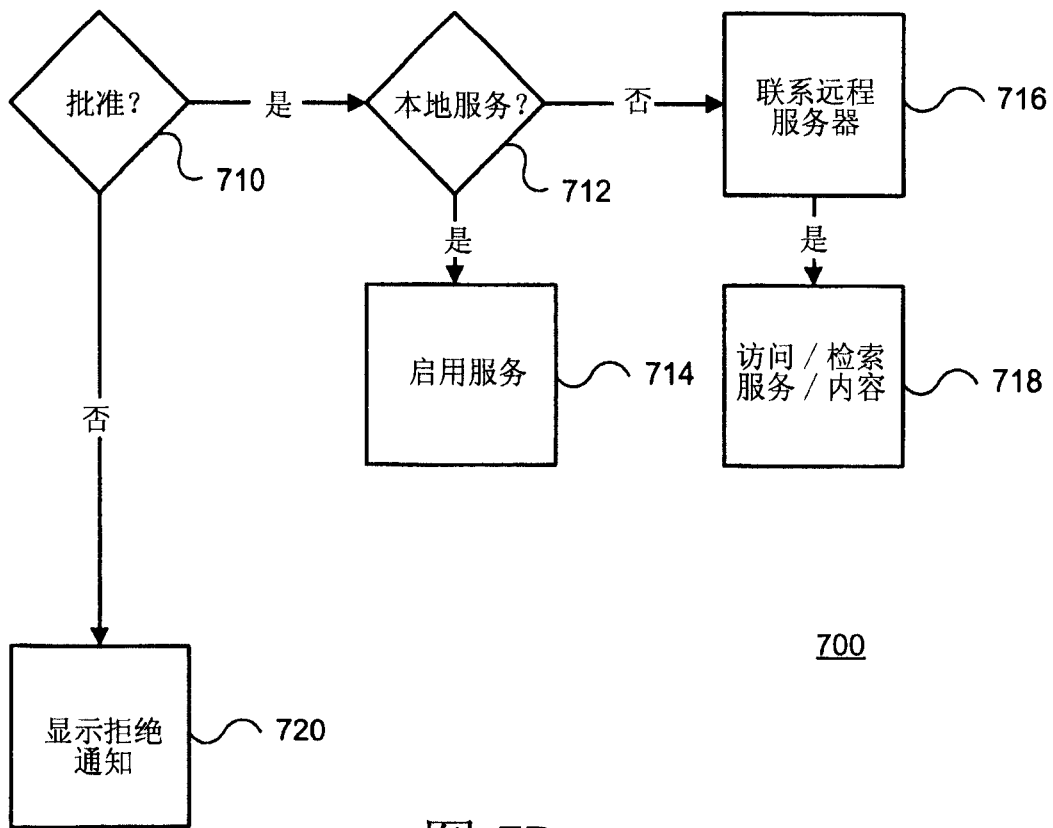 批准?
是
本地服务?
否
联系远程
服务器
716
710
712
是
是
启用服务
714
访问/检索
服务/内容
718
否
700
显示拒绝
通知
720